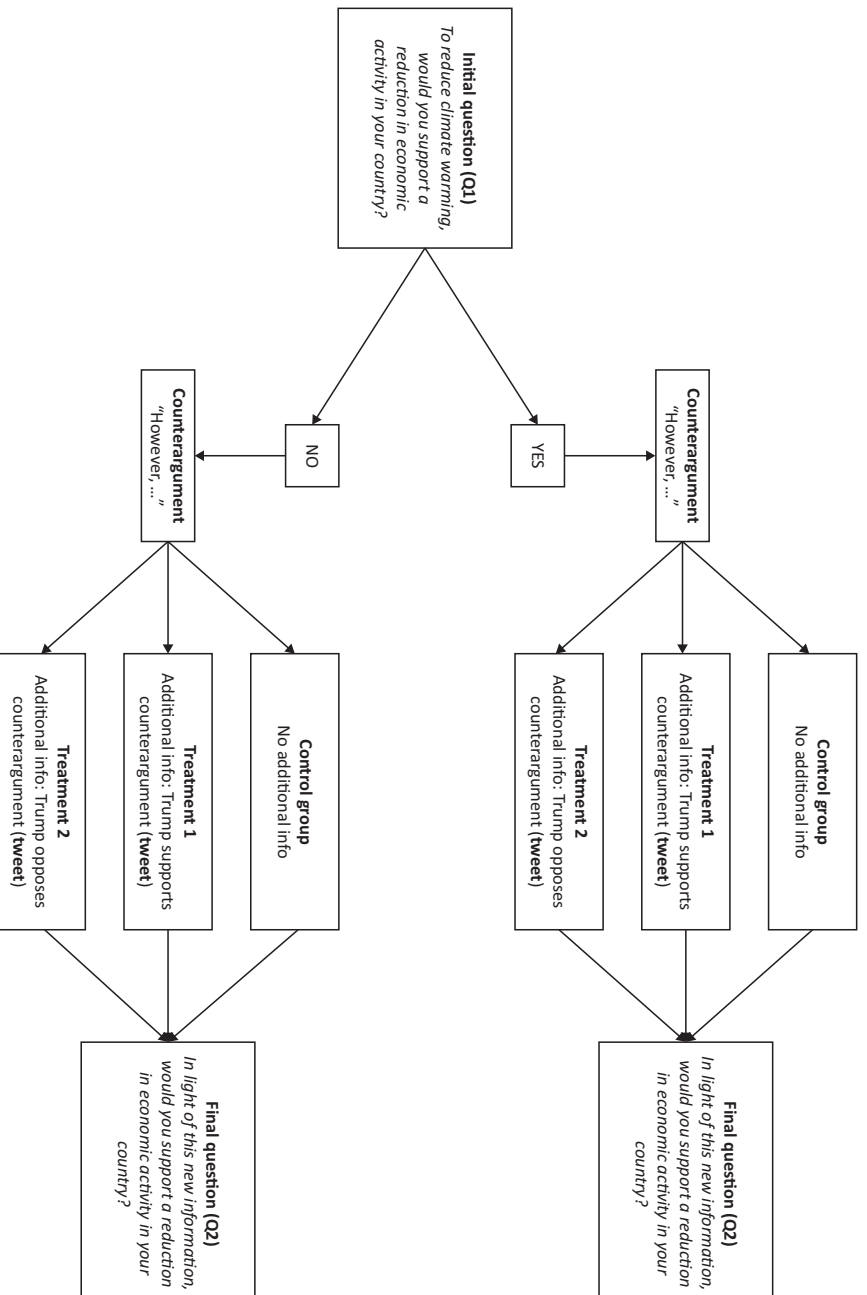 Initial question (Q1)
To reduce climate warming,
would you support a
reduction in economic
activity in your country?
YES
Counterargument
“However, ...”
Control group
No additional info
Treatment 1
Additional info: Trump supports
counterargument (tweet)
Treatment 2
Additional info: Trump opposes
counterargument (tweet)
Final question (Q2)
In light of this new information,
would you support a reduction
in economic activity in your
country?
NO
Counterargument
“However, ...”
Control group
No additional info
Treatment 1
Additional info: Trump supports
counterargument (tweet)
Treatment 2
Additional info: Trump opposes
counterargument (tweet)
Final question (Q2)
In light of this new information,
would you support a reduction
in economic activity in your
country?